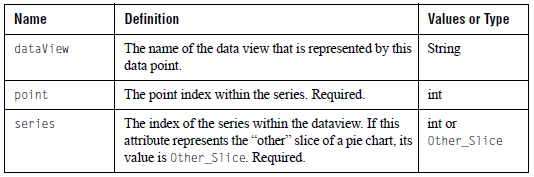 Name Definition Values or Type
dataView The name of the data view that is represented by this String
data point.
point The point index within the series. Required. int
series The index of the series within the dataview. If this int or
attribute represents the “other” slice of a pie chart, its Other_Slice
value is Other_Slice. Required.